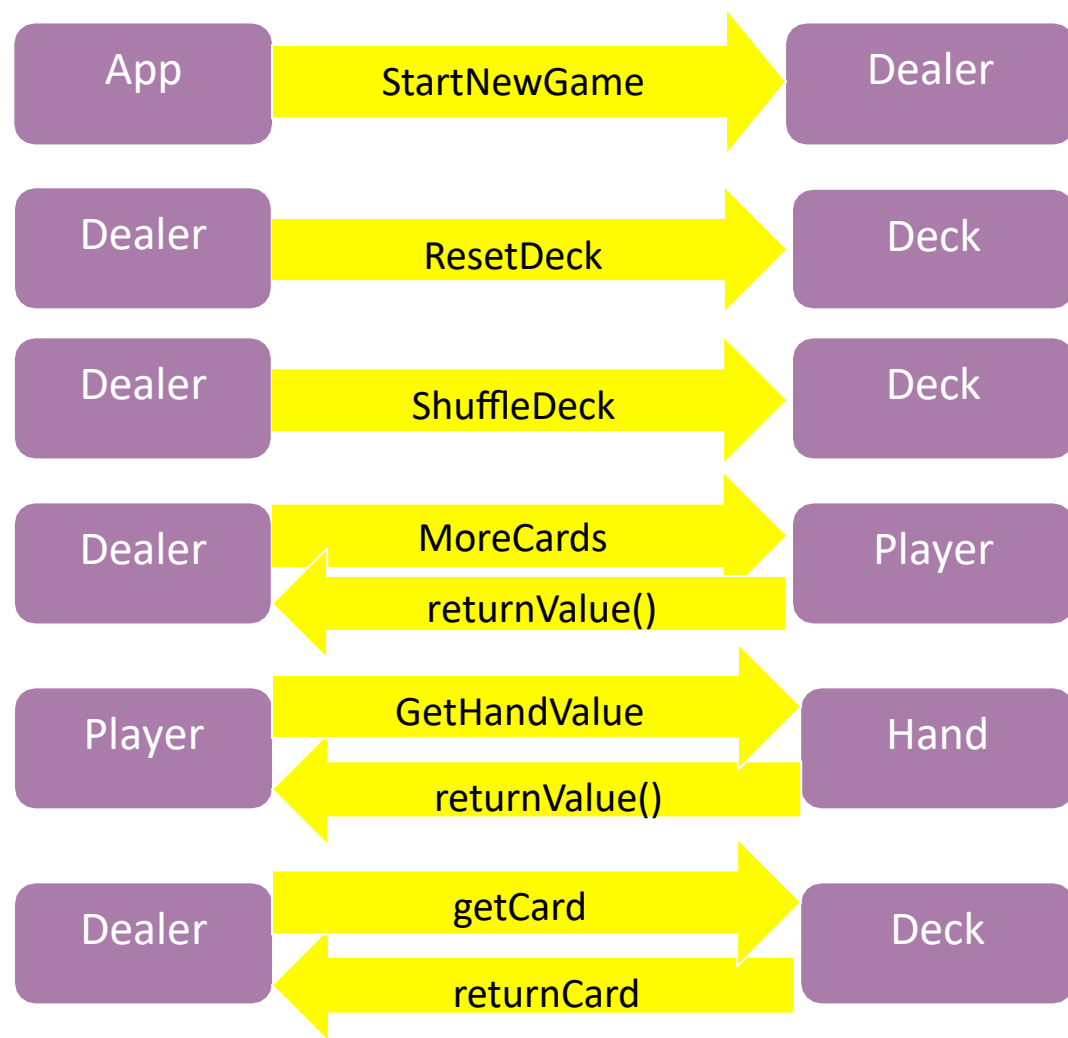 App
StartNewGame
Dealer
Dealer
ResetDeck
Deck
Dealer
ShuffleDeck
Deck
Dealer
MoreCards
Player
returnValue()
Player
GetHandValue
Hand
returnValue()
Dealer
getCard
Deck
returnCard